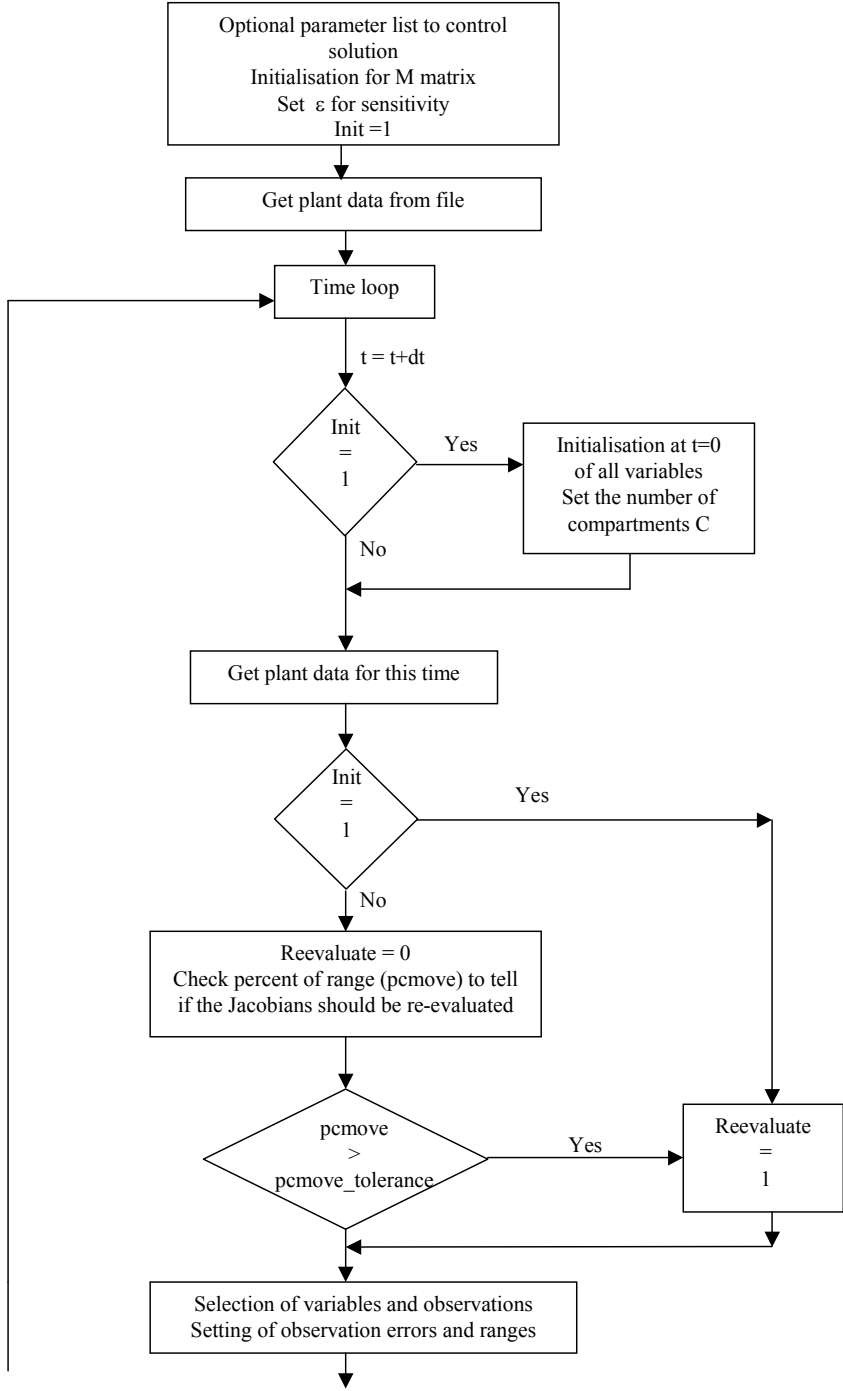 Optional parameter list to control
solution
Initialisation for M matrix
Set ε for sensitivity
Init =1
Get plant data from file
Time loop
t = t+dt
Init
=
1
Yes
Initialisation at t=0
of all variables
Set the number of
compartments C
No
Get plant data for this time
Init
=
1
Yes
No
Reevaluate = 0
Check percent of range (pcmove) to tell
if the Jacobians should be re-evaluated
pcmove
>
pcmove_tolerance
Yes
Reevaluate
=
1
Selection of variables and observations
Setting of observation errors and ranges